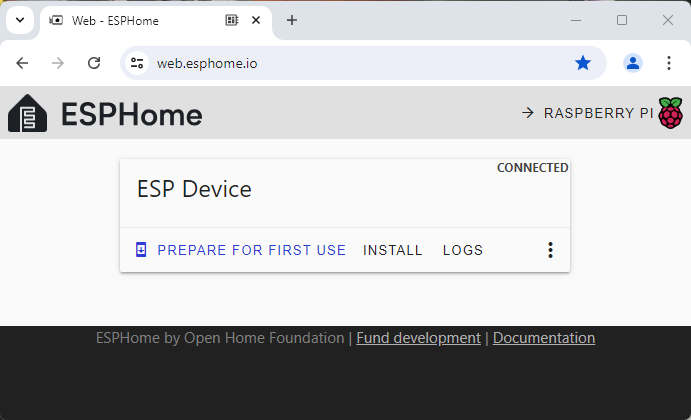 Web - ESPHome
web.esphome.io
ESPHome
RASPBERRY PI
CONNECTED
ESP Device
PREPARE FOR FIRST USE INSTALL LOGS
ESPHome by Open Home Foundation | Fund development | Documentation